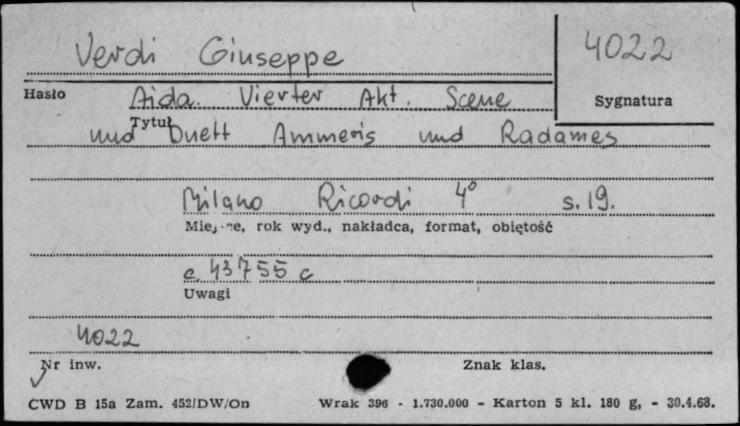 Verdi Giuseppe
4022
Hasło
Sygnatura
Aida. Vierter Akt. Scene
Tytuł
und Duett Ammeris und Radames
Milano Ricordi 4° s. 19.
Miejsce, rok wyd., nakładca, format, objętość
c 43755 c
Uwagi
4022
Nr inw.
Znak klas.
CWD B 15a Zam. 452/DW/On
Wrak 396 - 1.730.000 - Karton 5 kl. 180 g, - 30.4.68.